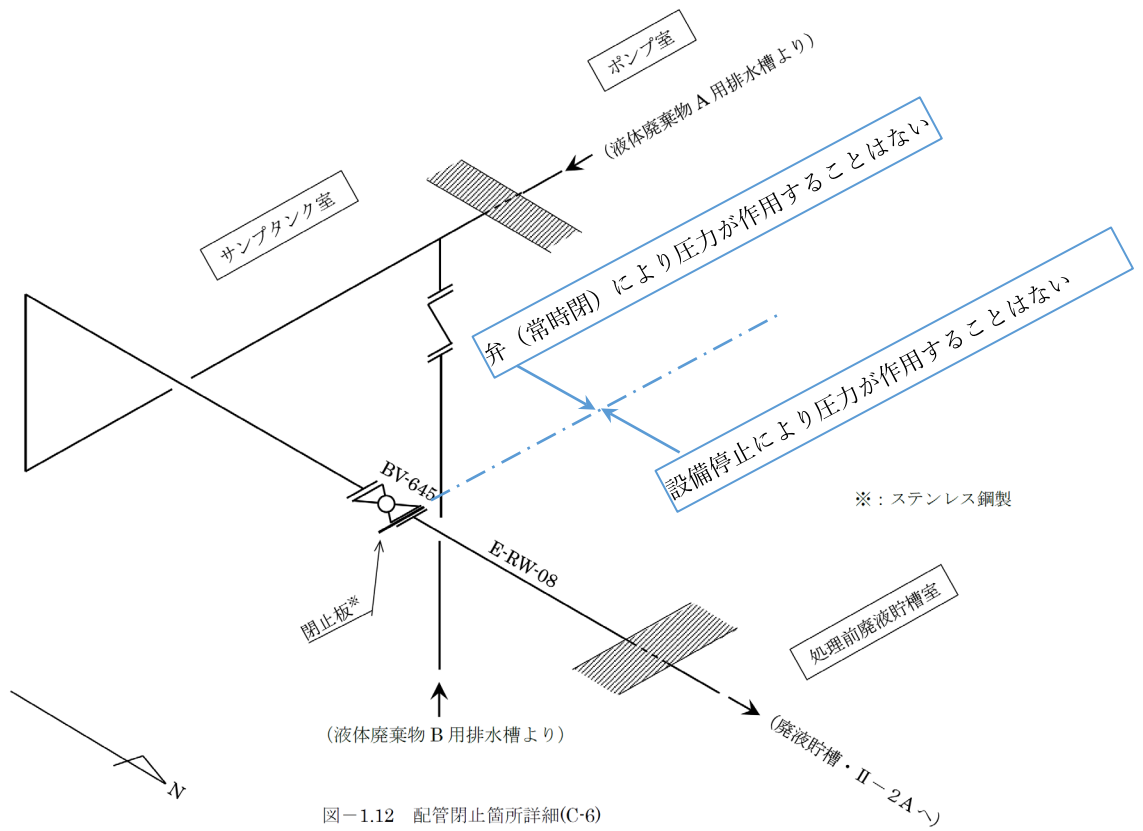 ポンプ室
(液体廃棄物 A 用排水槽より)
サンプタンク室
弁（常時閉）により圧力が作用することはない
設備停止により圧力が作用することはない
BV-645
※：ステンレス鋼製
E-RW-08
閉止板※
処理前廃液貯槽室
(液体廃棄物 B 用排水槽より)
(廃液貯槽・Ⅱ－2A へ)
N
図－1.12　配管閉止箇所詳細(C-6)